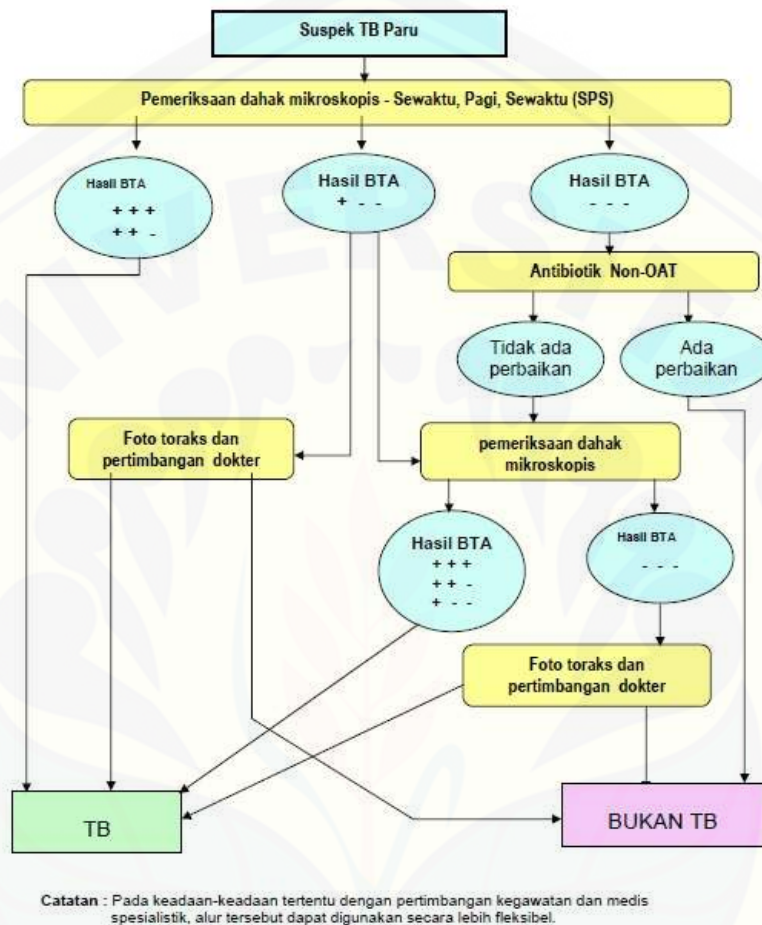 Suspek TB Paru
Pemeriksaan dahak mikroskopis - Sewaktu, Pagi, Sewaktu (SPS)
Hasil BTA
+ + +
+ + -
Hasil BTA
+ - -
Hasil BTA
- - -
Antibiotik Non-OAT
Tidak ada
perbaikan
Ada
perbaikan
Foto toraks dan
pertimbangan dokter
pemeriksaan dahak
mikroskopis
Hasil BTA
+ + +
+ + -
+ - -
Hasil BTA
- - -
Foto toraks dan
pertimbangan dokter
TB
BUKAN TB
Catatan : Pada keadaan-keadaan tertentu dengan pertimbangan kegawatan dan medis
spesialistik, alur tersebut dapat digunakan secara lebih fleksibel.